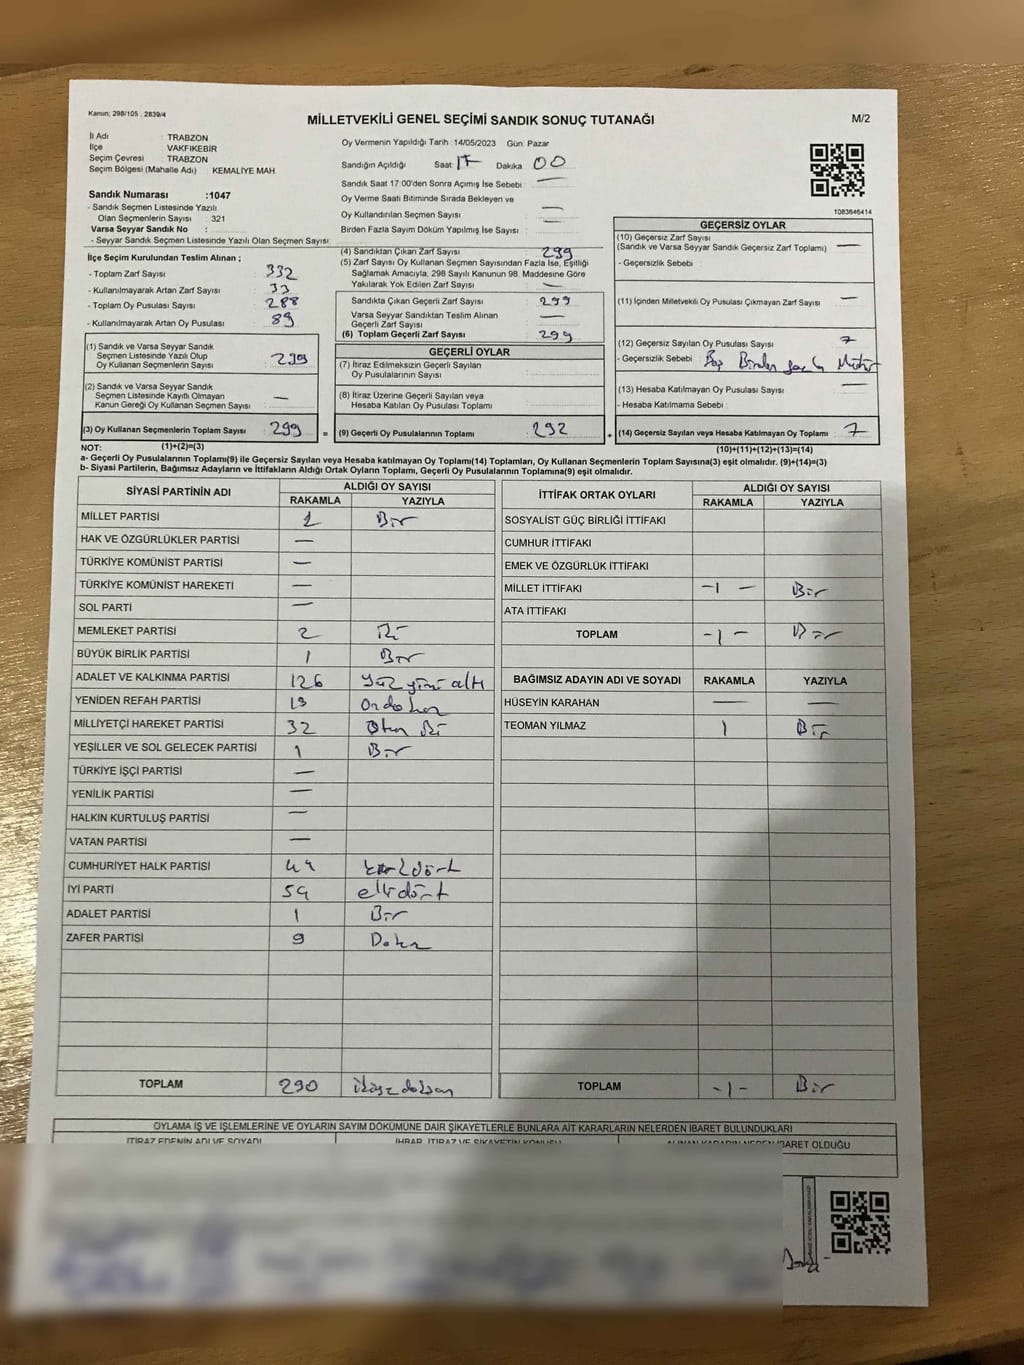 Kanun; 298/105 , 2839/4
MİLLETVEKİLİ GENEL SEÇİMİ SANDIK SONUÇ TUTANAĞI
M/2
İl Adı : TRABZON
İlçe : VAKFIKEBİR
Seçim Çevresi : TRABZON
Seçim Bölgesi (Mahalle Adı) : KEMALİYE MAH.
Sandık Numarası :1047
- Sandık Seçmen Listesinde Yazılı
Olan Seçmenlerin Sayısı : 321
Varsa Seyyar Sandık No :
- Seyyar Sandık Seçmen Listesinde Yazılı Olan Seçmen Sayısı :
İlçe Seçim Kurulundan Teslim Alınan ;
- Toplam Zarf Sayısı : 332
- Kullanılmayarak Artan Zarf Sayısı : 33
- Toplam Oy Pusulası Sayısı : 288
- Kullanılmayarak Artan Oy Pusulası : 89
(1) Sandık ve Varsa Seyyar Sandık
Seçmen Listesinde Yazılı Olup
Oy Kullanan Seçmenlerin Sayısı : 299
(2) Sandık ve Varsa Seyyar Sandık
Seçmen Listesinde Kayıtlı Olmayan
Kanun Gereği Oy Kullanan Seçmen Sayısı : —
(3) Oy Kullanan Seçmenlerin Toplam Sayısı : 299
Oy Vermenin Yapıldığı Tarih :14/05/2023 Gün: Pazar
Sandığın Açıldığı Saat: 17 Dakika : 00
Sandık Saat 17:00'den Sonra Açımış İse Sebebi : —
Oy Verme Saati Bitiminde Sırada Bekleyen ve
Oy Kullandırılan Seçmen Sayısı : —
Birden Fazla Sayım Döküm Yapılmış İse Sayısı : —
(4) Sandıktan Çıkan Zarf Sayısı : 299
(5) Zarf Sayısı Oy Kullanan Seçmen Sayısından Fazla İse, Eşitliği
Sağlamak Amacıyla, 298 Sayılı Kanunun 98. Maddesine Göre
Yakılarak Yok Edilen Zarf Sayısı : —
Sandıkta Çıkan Geçerli Zarf Sayısı : 299
Varsa Seyyar Sandıktan Teslim Alınan
Geçerli Zarf Sayısı : —
(6) Toplam Geçerli Zarf Sayısı : 299
GEÇERLİ OYLAR
(7) İtiraz Edilmeksizin Geçerli Sayılan
Oy Pusulalarının Sayısı :
(8) İtiraz Üzerine Geçerli Sayılan veya
Hesaba Katılan Oy Pusulası Toplamı :
= (9) Geçerli Oy Pusulalarının Toplamı : 292
1083646414
GEÇERSİZ OYLAR
(10) Geçersiz Zarf Sayısı
(Sandık ve Varsa Seyyar Sandık Geçersiz Zarf Toplamı) : —
- Geçersizlik Sebebi :
(11) İçinden Milletvekili Oy Pusulası Çıkmayan Zarf Sayısı : —
(12) Geçersiz Sayılan Oy Pusulası Sayısı : 7
- Geçersizlik Sebebi :
(13) Hesaba Katılmayan Oy Pusulası Sayısı : —
- Hesaba Katılmama Sebebi :
+ (14) Geçersiz Sayılan veya Hesaba Katılmayan Oy Toplamı : 7
NOT: (1)+(2)=(3) (10)+(11)+(12)+(13)=(14)
a- Geçerli Oy Pusulalarının Toplamı(9) ile Geçersiz Sayılan veya Hesaba Katılmayan Oy Toplamı(14) Toplamları, Oy Kullanan Seçmenlerin Toplam Sayısına(3) eşit olmalıdır. (9)+(14)=(3)
b- Siyasi Partilerin, Bağımsız Adayların ve İttifakların Aldığı Ortak Oyların Toplamı, Geçerli Oy Pusulalarının Toplamına(9) eşit olmalıdır.
SİYASİ PARTİNİN ADI ALDIĞI OY SAYISI
RAKAMLA YAZIYLA
MİLLET PARTİSİ 1 Bir
HAK VE ÖZGÜRLÜKLER PARTİSİ —
TÜRKİYE KOMÜNİST PARTİSİ —
TÜRKİYE KOMÜNİST HAREKETİ —
SOL PARTİ —
MEMLEKET PARTİSİ 2 İki
BÜYÜK BİRLİK PARTİSİ 1 Bir
ADALET VE KALKINMA PARTİSİ 126 Yüz yirmi altı
YENİDEN REFAH PARTİSİ 19 Ondokuz
MİLLİYETÇİ HAREKET PARTİSİ 32 Otuz iki
YEŞİLLER VE SOL GELECEK PARTİSİ 1 Bir
TÜRKİYE İŞÇİ PARTİSİ —
YENİLİK PARTİSİ —
HALKIN KURTULUŞ PARTİSİ —
VATAN PARTİSİ —
CUMHURİYET HALK PARTİSİ 44 kırkdört
İYİ PARTİ 54 ellidört
ADALET PARTİSİ 1 Bir
ZAFER PARTİSİ 9 Dokuz
TOPLAM 290 ikiyüzdoksan
İTTİFAK ORTAK OYLARI ALDIĞI OY SAYISI
RAKAMLA YAZIYLA
SOSYALİST GÜÇ BİRLİĞİ İTTİFAKI
CUMHUR İTTİFAKI
EMEK VE ÖZGÜRLÜK İTTİFAKI
MİLLET İTTİFAKI -1- Bir
ATA İTTİFAKI
TOPLAM -1- Bir
BAĞIMSIZ ADAYIN ADI VE SOYADI RAKAMLA YAZIYLA
HÜSEYİN KARAHAN — —
TEOMAN YILMAZ 1 Bir
TOPLAM -1- Bir
OYLAMA İŞ VE İŞLEMLERİNE VE OYLARIN SAYIM DÖKÜMÜNE DAİR ŞİKAYETLERLE BUNLARA AİT KARARLARIN NELERDEN İBARET BULUNDUKLARI
İTİRAZ EDENİN ADI VE SOYADI İHBAR, İTİRAZ VE ŞİKAYETİN KONUSU ALINAN KARARIN NEDEN İBARET OLDUĞU